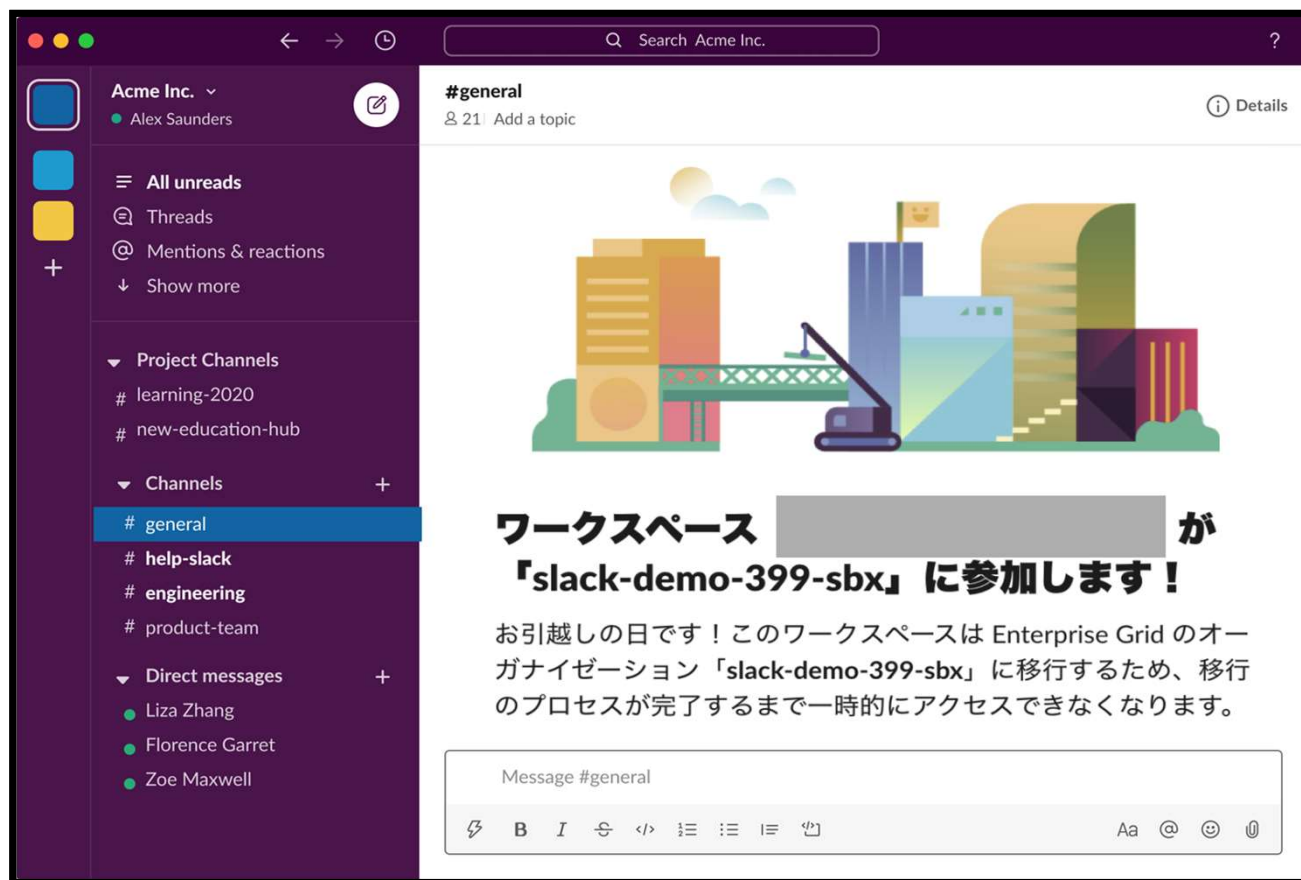 Search Acme Inc.
?
Acme Inc.
Alex Saunders
All unreads
Threads
Mentions & reactions
Show more
Project Channels
# learning-2020
# new-education-hub
Channels +
# general
# help-slack
# engineering
# product-team
Direct messages +
Liza Zhang
Florence Garret
Zoe Maxwell
#general
21 Add a topic
Details
ワークスペース が
「slack-demo-399-sbx」に参加します！
お引越しの日です！このワークスペースは Enterprise Grid のオー
ガナイゼーション「slack-demo-399-sbx」に移行するため、移行
のプロセスが完了するまで一時的にアクセスできなくなります。
Message #general
B I S </> Aa @